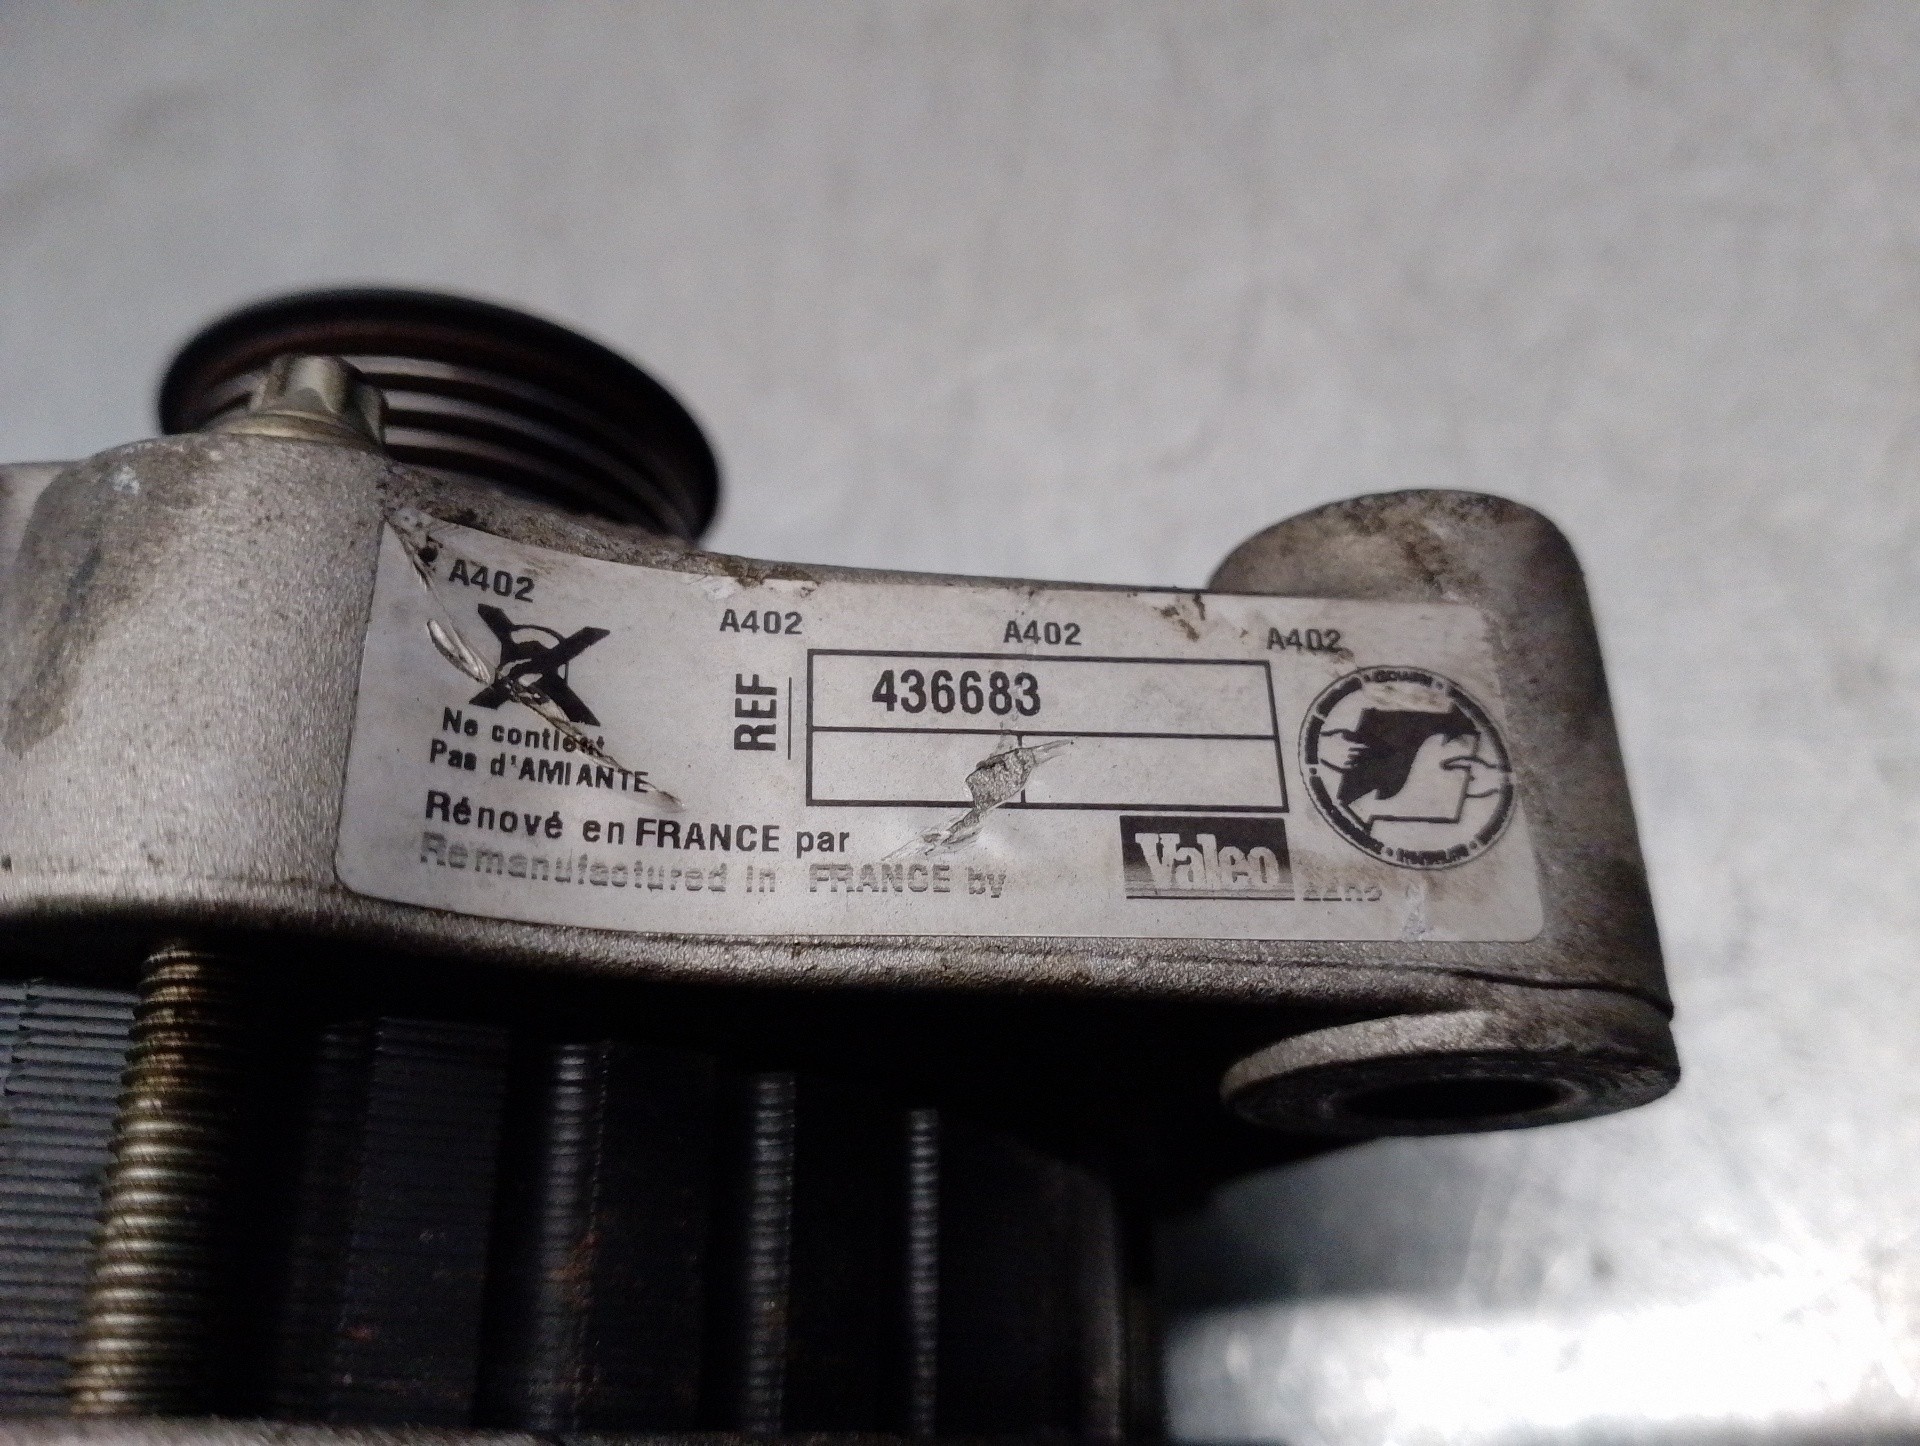 A402 A402 A402 A402
REF 436683
Ne contient
Pas d'AMIANTE
Rénové en FRANCE par
Remanufactured in FRANCE by
Valeo